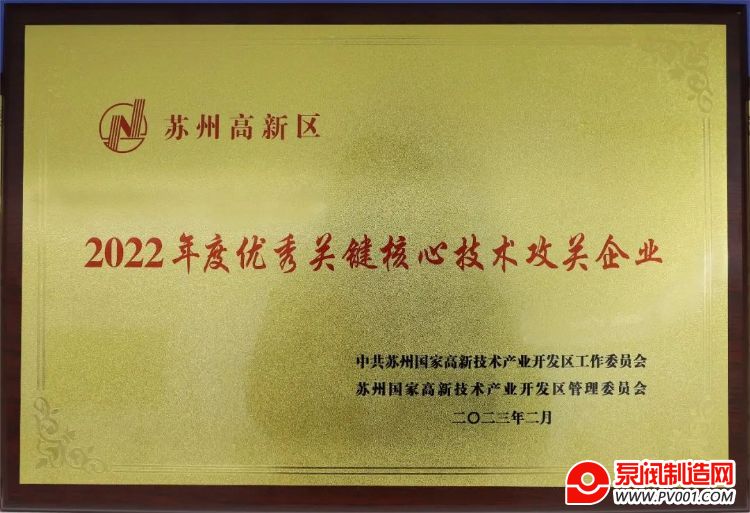 苏州高新区
2022年度优秀关键核心技术攻关企业
中共苏州国家高新技术产业开发区工作委员会
苏州国家高新技术产业开发区管理委员会
二〇二三年二月
泵阀制造网
WWW.PV001.COM